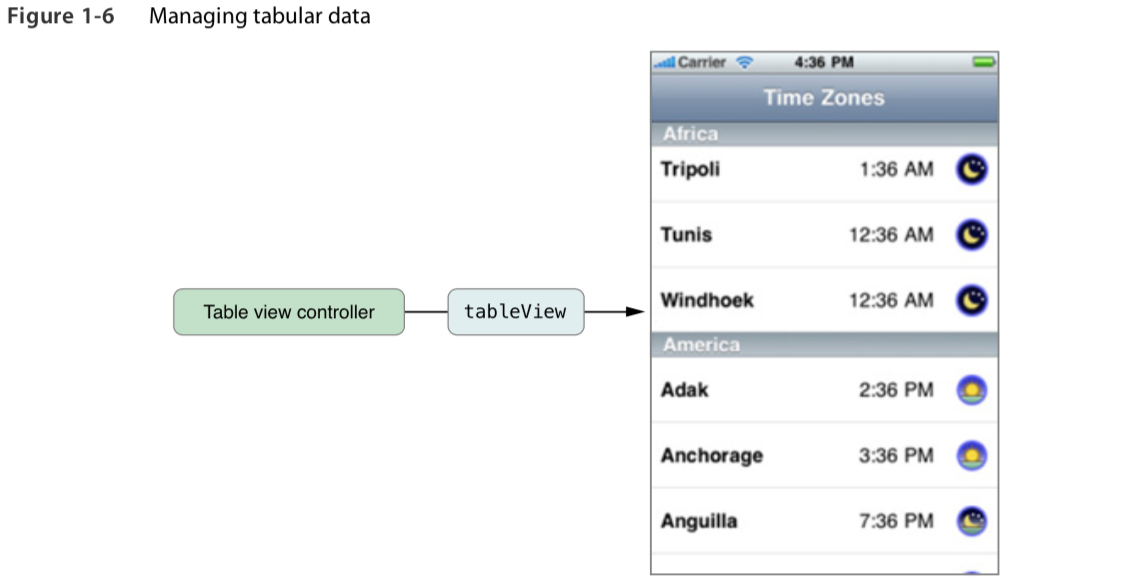 Figure 1-6 Managing tabular data
Carrier 4:36 PM
Time Zones
Africa
Tripoli 1:36 AM
Tunis 12:36 AM
Windhoek 12:36 AM
Table view controller tableView
America
Adak 2:36 PM
Anchorage 3:36 PM
Anguilla 7:36 PM